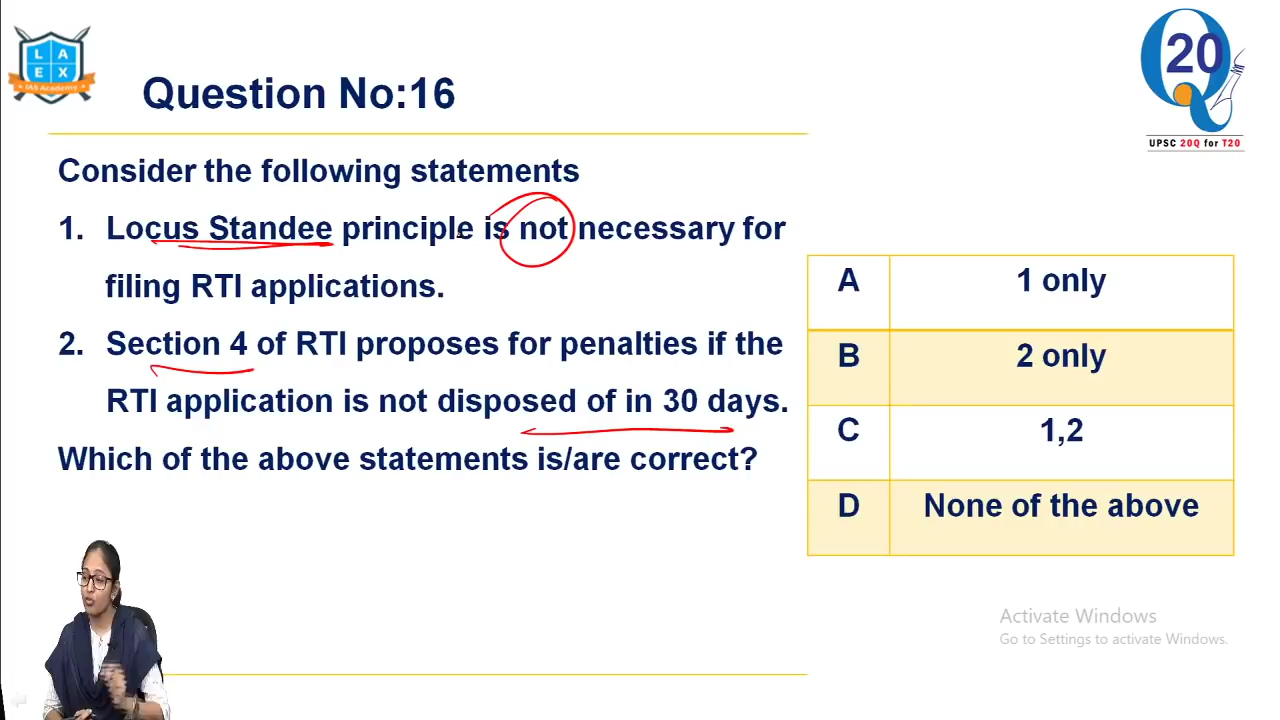 L A
E X
IAS Academy
Question No:16
Q 20
UPSC 20Q for T20
Consider the following statements
1. Locus Standee principle is not necessary for
filing RTI applications.
2. Section 4 of RTI proposes for penalties if the
RTI application is not disposed of in 30 days.
Which of the above statements is/are correct?
A 1 only
B 2 only
C 1,2
D None of the above
Activate Windows
Go to Settings to activate Windows.